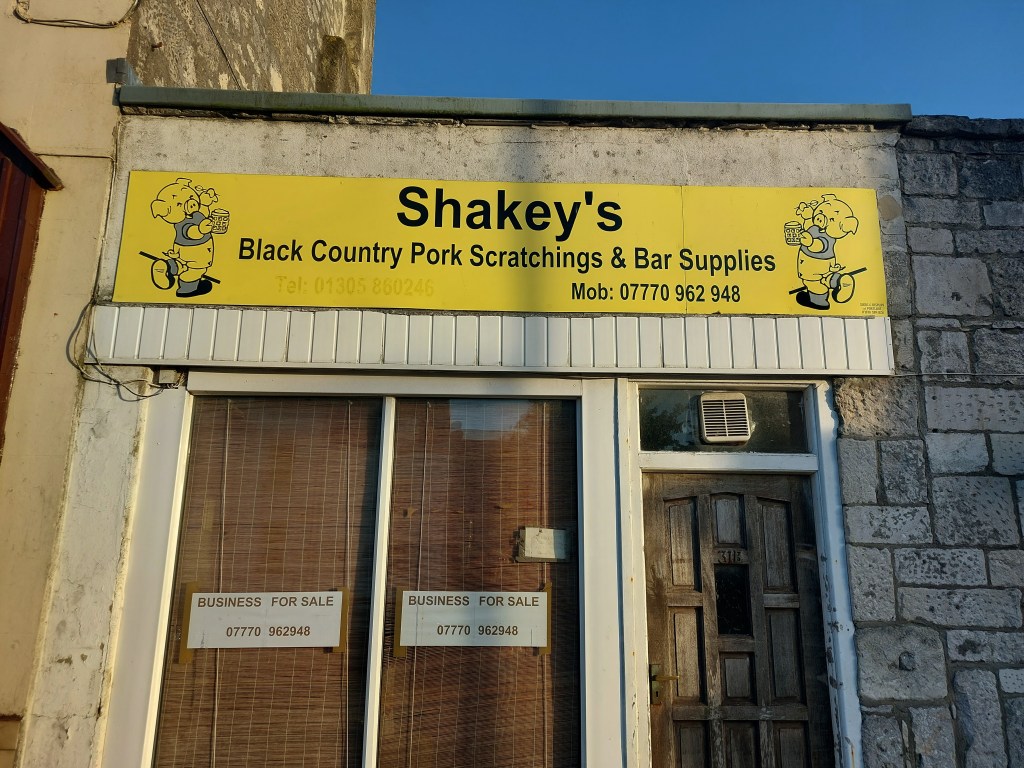 Shakey's
Black Country Pork Scratchings & Bar Supplies
Tel: 01305 860246
Mob: 07770 962 948
BUSINESS FOR SALE
07770 962948
BUSINESS FOR SALE
07770 962948